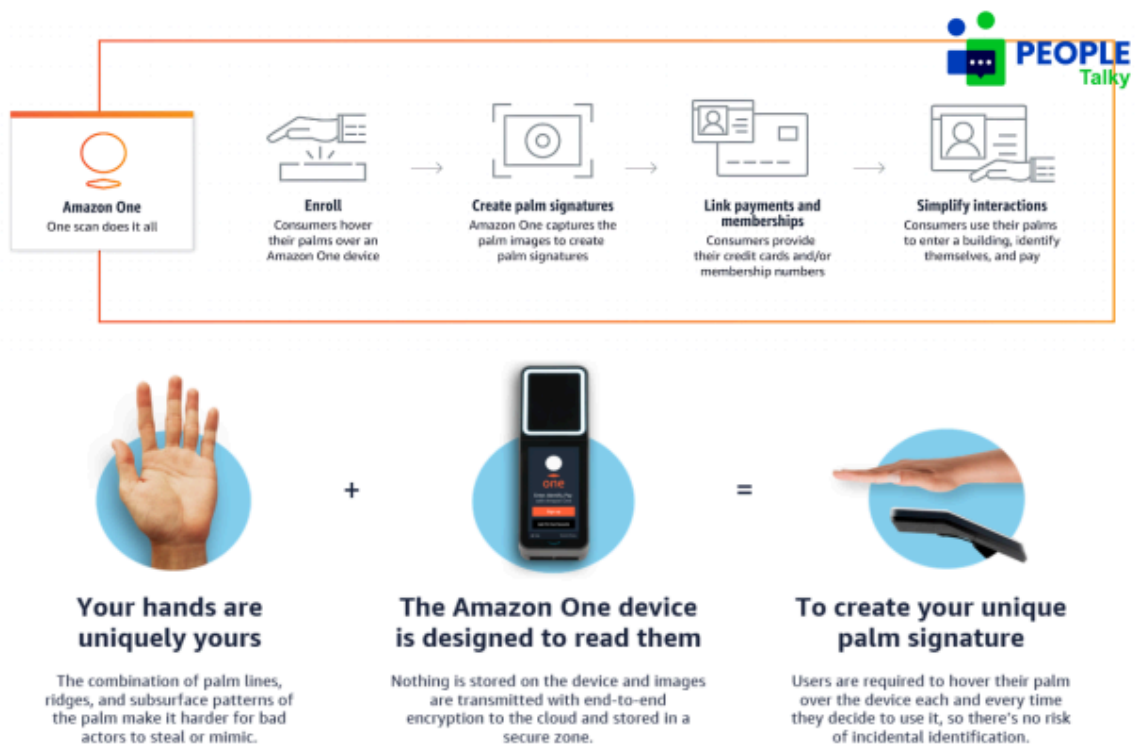 PEOPLE
Talky
Amazon One
One scan does it all
Enroll
Consumers hover
their palms over an
Amazon One device
Create palm signatures
Amazon One captures the
palm images to create
palm signatures
Link payments and
memberships
Consumers provide
their credit cards and/or
membership numbers
Simplify interactions
Consumers use their palms
to enter a building, identify
themselves, and pay
+
one
=
Your hands are
uniquely yours
The combination of palm lines,
ridges, and subsurface patterns of
the palm make it harder for bad
actors to steal or mimic.
The Amazon One device
is designed to read them
Nothing is stored on the device and images
are transmitted with end-to-end
encryption to the cloud and stored in a
secure zone.
To create your unique
palm signature
Users are required to hover their palm
over the device each and every time
they decide to use it, so there's no risk
of incidental identification.